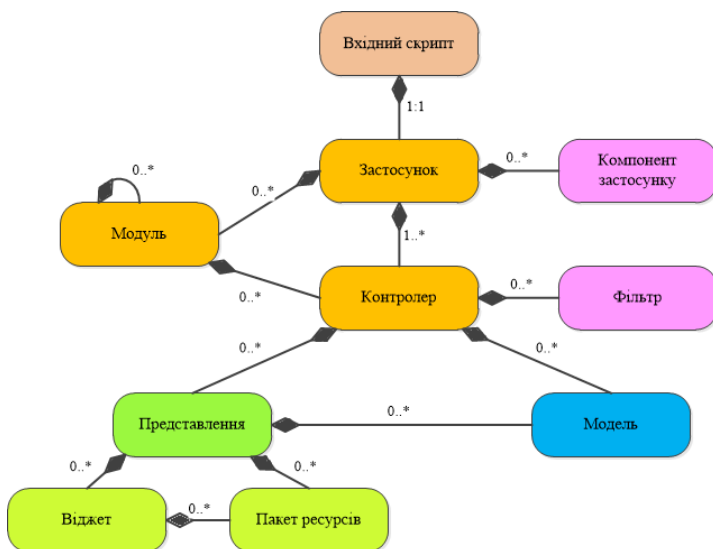 Вхідний скрипт
1:1
0..*
0..*
Застосунок
0..*
Компонент
застосунку
Модуль
1..*
0..*
Контролер
0..*
Фільтр
0..*
0..*
Представлення
0..*
Модель
0..*
0..*
Віджет
0..*
Пакет ресурсів